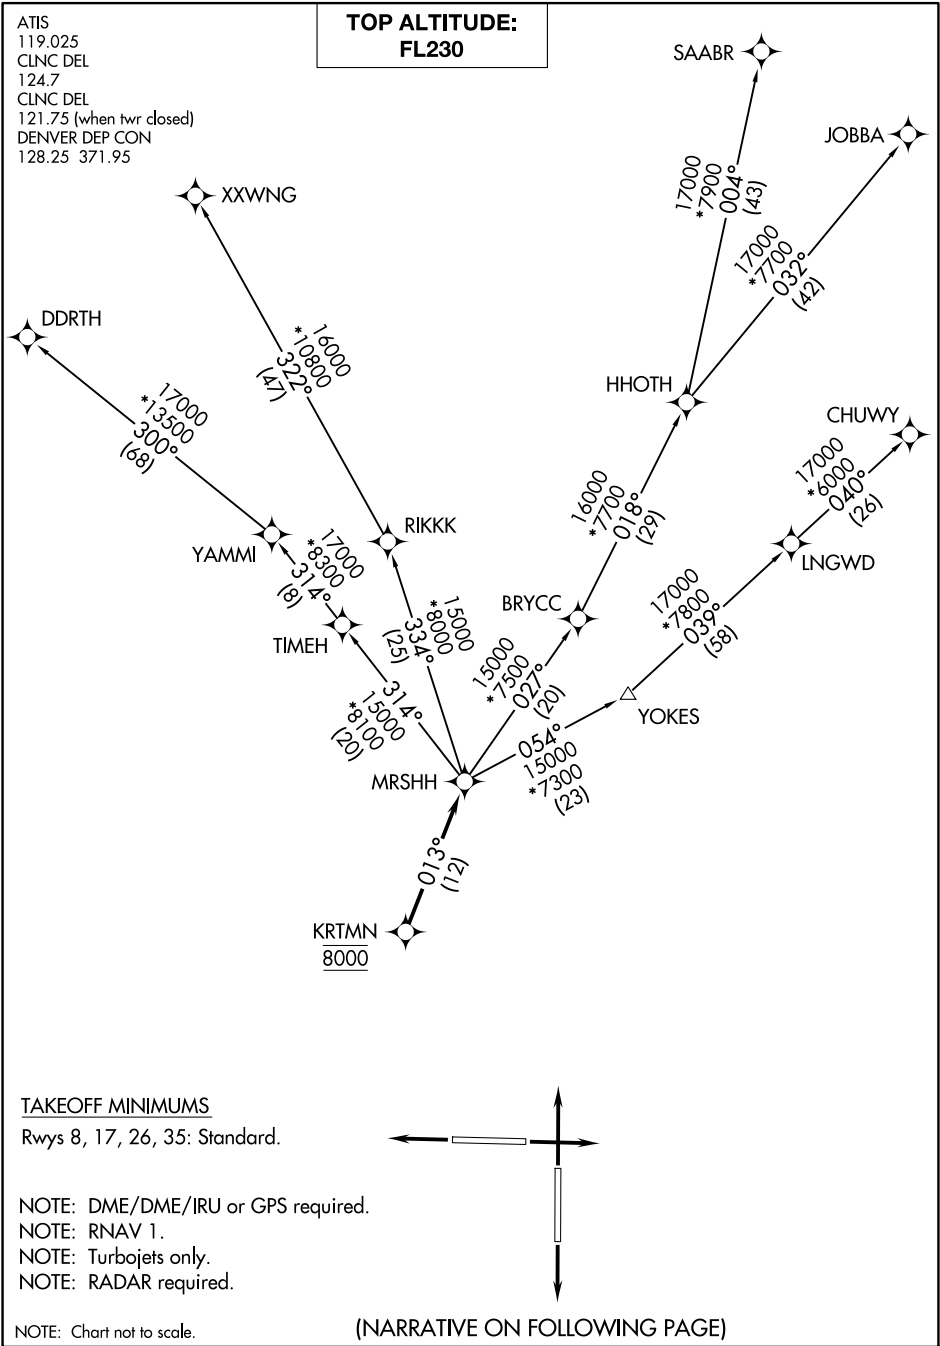 ATIS
119.025
CLNC DEL
124.7
CLNC DEL
121.75 (when twr closed)
DENVER DEP CON
128.25 371.95
TOP ALTITUDE:
FL230
SAABR
JOBBA
17000
*7900
004°
(43)
17000
*7700
032°
(42)
XXWNG
DDRTH
16000
*10800
322°
(47)
17000
*13500
300°
(68)
HHOTH
CHUWY
17000
*6000
040°
(26)
16000
*7700
018°
(29)
RIKKK
YAMMI
17000
*8300
314°
(8)
LNGWD
BRYCC
17000
*7800
039°
(58)
TIMEH
15000
*8000
334°
(25)
15000
*7500
027°
(20)
314°
15000
*8100
(20)
YOKES
054°
15000
*7300
(23)
MRSHH
013°
(12)
KRTMN
8000
TAKEOFF MINIMUMS
Rwys 8, 17, 26, 35: Standard.
NOTE: DME/DME/IRU or GPS required.
NOTE: RNAV 1.
NOTE: Turbojets only.
NOTE: RADAR required.
NOTE: Chart not to scale.
(NARRATIVE ON FOLLOWING PAGE)